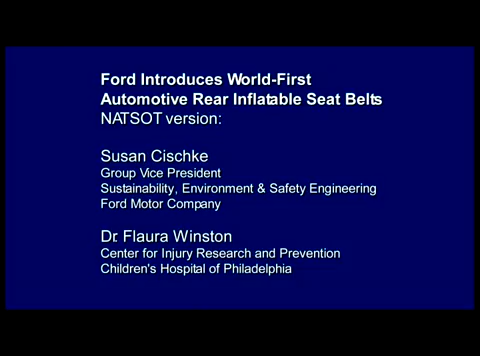 Ford Introduces World-First
Automotive Rear Inflatable Seat Belts
NATSOT version:
Susan Cischke
Group Vice President
Sustainability, Environment & Safety Engineering
Ford Motor Company
Dr. Flaura Winston
Center for Injury Research and Prevention
Children's Hospital of Philadelphia